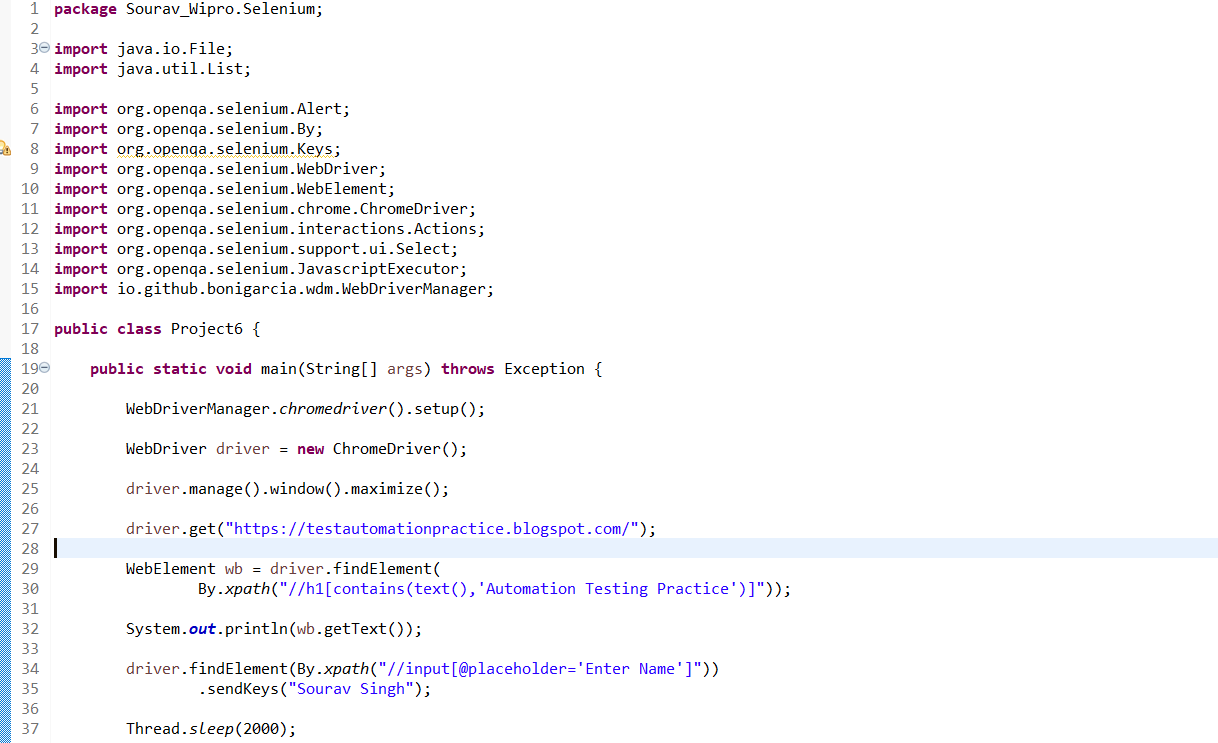 1 package Sourav_Wipro.Selenium;
2
3 import java.io.File;
4 import java.util.List;
5
6 import org.openqa.selenium.Alert;
7 import org.openqa.selenium.By;
8 import org.openqa.selenium.Keys;
9 import org.openqa.selenium.WebDriver;
10 import org.openqa.selenium.WebElement;
11 import org.openqa.selenium.chrome.ChromeDriver;
12 import org.openqa.selenium.interactions.Actions;
13 import org.openqa.selenium.support.ui.Select;
14 import org.openqa.selenium.JavascriptExecutor;
15 import io.github.bonigarcia.wdm.WebDriverManager;
16
17 public class Project6 {
18
19     public static void main(String[] args) throws Exception {
20
21         WebDriverManager.chromedriver().setup();
22
23         WebDriver driver = new ChromeDriver();
24
25         driver.manage().window().maximize();
26
27         driver.get("https://testautomationpractice.blogspot.com/");
28
29         WebElement wb = driver.findElement(
30                 By.xpath("//h1[contains(text(),'Automation Testing Practice')]"));
31
32         System.out.println(wb.getText());
33
34         driver.findElement(By.xpath("//input[@placeholder='Enter Name']"))
35                 .sendKeys("Sourav Singh");
36
37         Thread.sleep(2000);